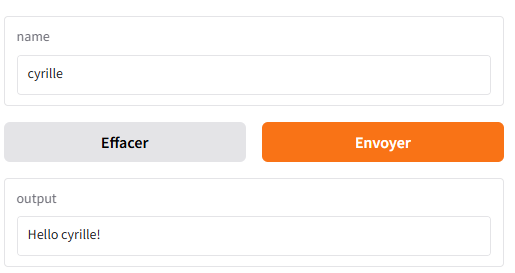 name
cyrille
Effacer
Envoyer
output
Hello cyrille!